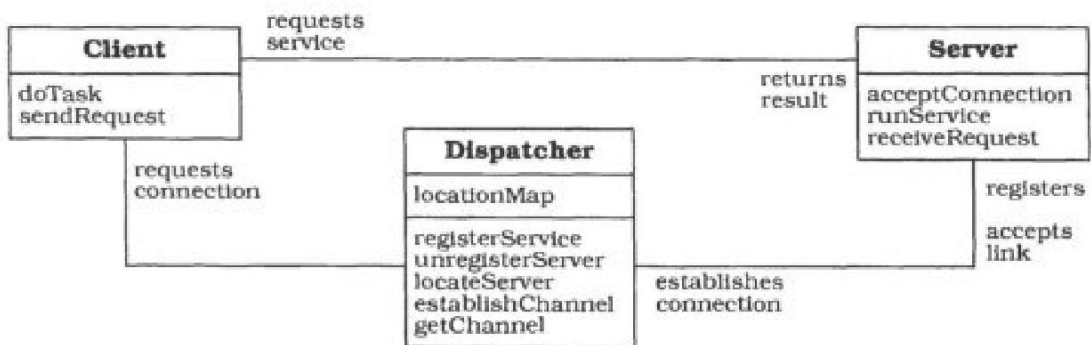 requests
service
Client
doTask
sendRequest
Server
acceptConnection
runService
receiveRequest
returns
result
requests
connection
Dispatcher
locationMap
registerService
unregisterServer
locateServer
establishChannel
getChannel
registers
accepts
link
establishes
connection